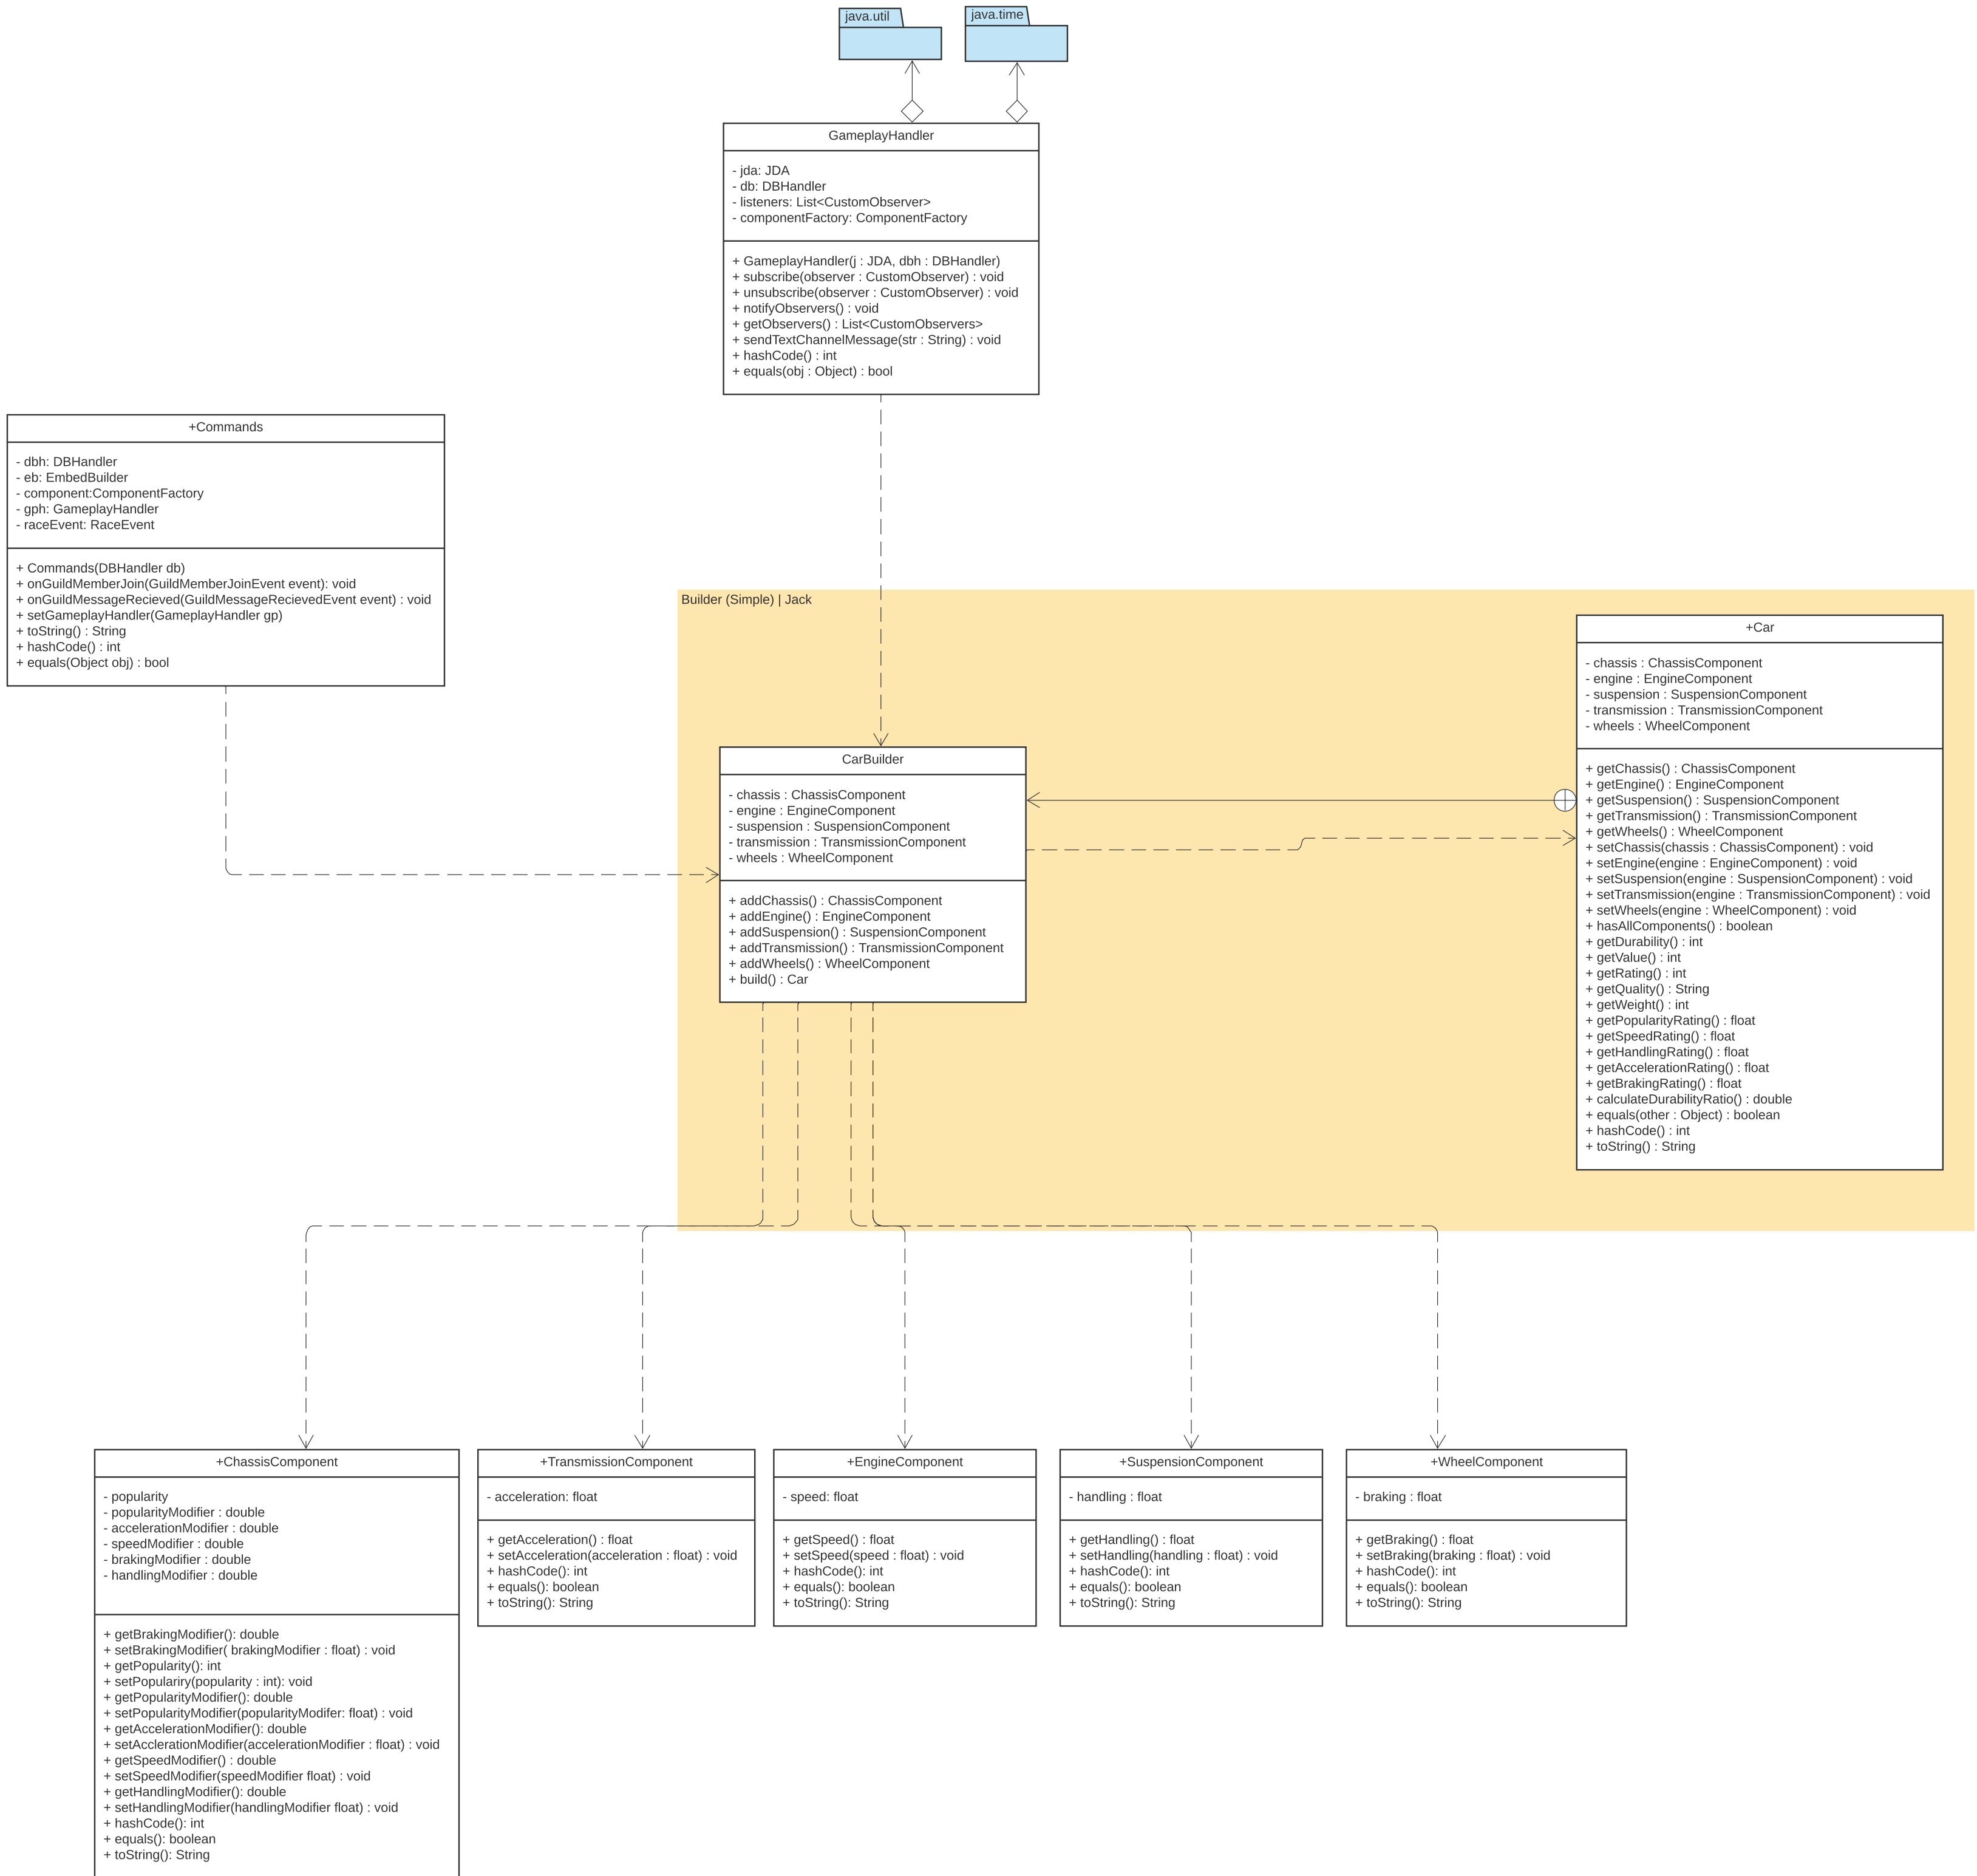 java.util
java.time
GameplayHandler
- jda: JDA
- db: DBHandler
- listeners: List<CustomObserver>
- componentFactory: ComponentFactory
+ GameplayHandler(j : JDA, dbh : DBHandler)
+ subscribe(observer : CustomObserver) : void
+ unsubscribe(observer : CustomObserver) : void
+ notifyObservers() : void
+ getObservers() : List<CustomObservers>
+ sendTextChannelMessage(str : String) : void
+ hashCode() : int
+ equals(obj : Object) : bool
+Commands
- dbh: DBHandler
- eb: EmbedBuilder
- component:ComponentFactory
- gph: GameplayHandler
- raceEvent: RaceEvent
+ Commands(DBHandler db)
+ onGuildMemberJoin(GuildMemberJoinEvent event): void
+ onGuildMessageRecieved(GuildMessageRecievedEvent event) : void
+ setGameplayHandler(GameplayHandler gp)
+ toString() : String
+ hashCode() : int
+ equals(Object obj) : bool
Builder (Simple) | Jack
CarBuilder
- chassis : ChassisComponent
- engine : EngineComponent
- suspension : SuspensionComponent
- transmission : TransmissionComponent
- wheels : WheelComponent
+ addChassis() : ChassisComponent
+ addEngine() : EngineComponent
+ addSuspension() : SuspensionComponent
+ addTransmission() : TransmissionComponent
+ addWheels() : WheelComponent
+ build() : Car
+Car
- chassis : ChassisComponent
- engine : EngineComponent
- suspension : SuspensionComponent
- transmission : TransmissionComponent
- wheels : WheelComponent
+ getChassis() : ChassisComponent
+ getEngine() : EngineComponent
+ getSuspension() : SuspensionComponent
+ getTransmission() : TransmissionComponent
+ getWheels() : WheelComponent
+ setChassis(chassis : ChassisComponent) : void
+ setEngine(engine : EngineComponent) : void
+ setSuspension(engine : SuspensionComponent) : void
+ setTransmission(engine : TransmissionComponent) : void
+ setWheels(engine : WheelComponent) : void
+ hasAllComponents() : boolean
+ getDurability() : int
+ getValue() : int
+ getRating() : int
+ getQuality() : String
+ getWeight() : int
+ getPopularityRating() : float
+ getSpeedRating() : float
+ getHandlingRating() : float
+ getAccelerationRating() : float
+ getBrakingRating() : float
+ calculateDurabilityRatio() : double
+ equals(other : Object) : boolean
+ hashCode() : int
+ toString() : String
+ChassisComponent
- popularity
- popularityModifier : double
- accelerationModifier : double
- speedModifier : double
- brakingModifier : double
- handlingModifier : double
+ getBrakingModifier(): double
+ setBrakingModifier( brakingModifier : float) : void
+ getPopularity(): int
+ setPopulariry(popularity : int): void
+ getPopularityModifier(): double
+ setPopularityModifier(popularityModifer: float) : void
+ getAccelerationModifier(): double
+ setAcclerationModifier(accelerationModifier : float) : void
+ getSpeedModifier() : double
+ setSpeedModifier(speedModifier float) : void
+ getHandlingModifier(): double
+ setHandlingModifier(handlingModifier float) : void
+ hashCode(): int
+ equals(): boolean
+ toString(): String
+TransmissionComponent
- acceleration: float
+ getAcceleration() : float
+ setAcceleration(acceleration : float) : void
+ hashCode(): int
+ equals(): boolean
+ toString(): String
+EngineComponent
- speed: float
+ getSpeed() : float
+ setSpeed(speed : float) : void
+ hashCode(): int
+ equals(): boolean
+ toString(): String
+SuspensionComponent
- handling : float
+ getHandling() : float
+ setHandling(handling : float) : void
+ hashCode(): int
+ equals(): boolean
+ toString(): String
+WheelComponent
- braking : float
+ getBraking() : float
+ setBraking(braking : float) : void
+ hashCode(): int
+ equals(): boolean
+ toString(): String